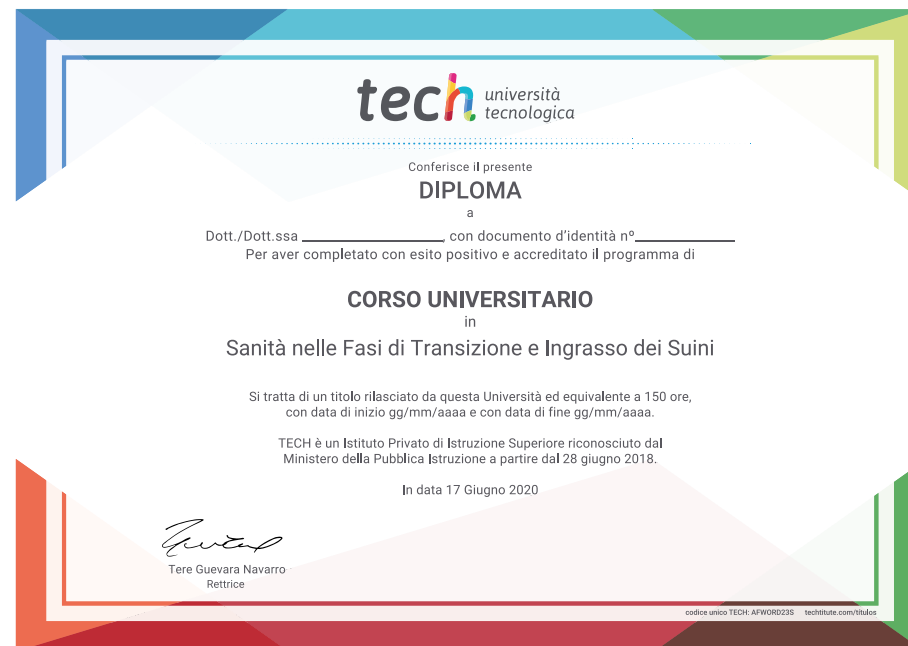 tech università
tecnologica
Conferisce il presente
DIPLOMA
a
Dott./Dott.ssa ____________________, con documento d'identità nº______________
Per aver completato con esito positivo e accreditato il programma di
CORSO UNIVERSITARIO
in
Sanità nelle Fasi di Transizione e Ingrasso dei Suini
Si tratta di un titolo rilasciato da questa Università ed equivalente a 150 ore,
con data di inizio gg/mm/aaaa e con data di fine gg/mm/aaaa.
TECH è un Istituto Privato di Istruzione Superiore riconosciuto dal
Ministero della Pubblica Istruzione a partire dal 28 giugno 2018.
In data 17 Giugno 2020
Tere Guevara Navarro
Rettrice
codice unico TECH: AFWORD23S techtitute.com/titulos